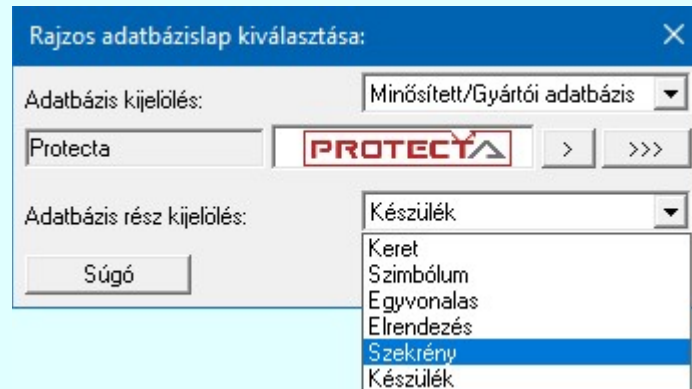 Rajzos adatbázislap kiválasztása:
Adatbázis kijelölés: Minősített/Gyártói adatbázis
Protecta PROTECTA > >>>
Adatbázis rész kijelölés: Készülék
Súgó
Keret
Szimbólum
Egyvonalas
Elrendezés
Szekrény
Készülék